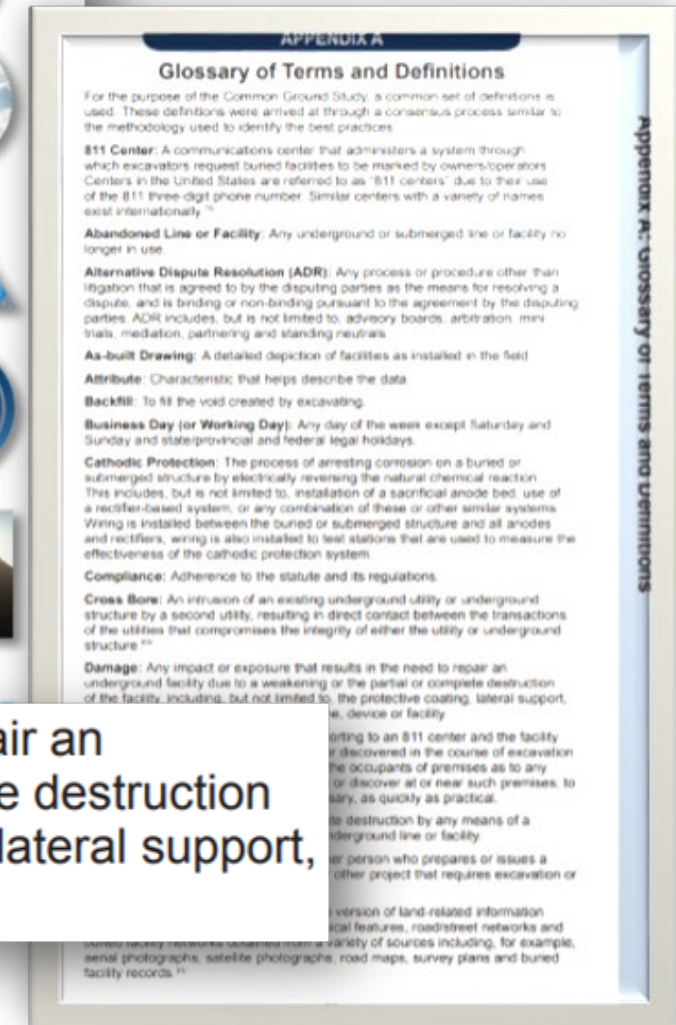 APPENDIX A
Glossary of Terms and Definitions
For the purpose of the Common Ground Study, a common set of definitions is
used. These definitions were arrived at through a consensus process similar to
the methodology used to identify the best practices
811 Center: A communications center that administers a system through
which excavators request buried facilities to be marked by owners/operators
Centers in the United States are referred to as "811 centers" due to their use
of the 811 three-digit phone number. Similar centers with a variety of names
exist internationally
Abandoned Line or Facility: Any underground or submerged line or facility no
longer in use.
Alternative Dispute Resolution (ADR): Any process or procedure other than
litigation that is agreed to by the disputing parties as the means for resolving a
dispute, and is binding or non-binding pursuant to the agreement by the disputing
parties. ADR includes, but is not limited to, advisory boards, arbitration, mini
trials, mediation, partnering and standing neutrals
As-built Drawing: A detailed depiction of facilities as installed in the field
Attribute: Characteristic that helps describe the data.
Backfill: To fill the void created by excavating.
Business Day (or Working Day): Any day of the week except Saturday and
Sunday and state/provincial and federal legal holidays.
Cathodic Protection: The process of arresting corrosion on a buried or
submerged structure by electrically reversing the natural chemical reaction
This includes, but is not limited to, installation of a sacrificial anode bed, use of
a rectifier-based system, or any combination of these or other similar systems
Wiring is installed between the buried or submerged structure and all anodes
and rectifiers; wiring is also installed to test stations that are used to measure the
effectiveness of the cathodic protection system.
Compliance: Adherence to the statute and its regulations.
Cross Bore: An intrusion of an existing underground utility or underground
structure by a second utility, resulting in direct contact between the transactions
of the utilities that compromises the integrity of either the utility or underground
structure.
Damage: Any impact or exposure that results in the need to repair an
underground facility due to a weakening or the partial or complete destruction
of the facility, including, but not limited to, the protective coating, lateral support,
e, device or facility
orting to an 811 center and the facility
r discovered in the course of excavation
he occupants of premises as to any
or discover at or near such premises, to
sary, as quickly as practical.
e destruction by any means of a
derground line or facility.
er person who prepares or issues a
other project that requires excavation or
version of land-related information
ical features, road/street networks and
buried facility networks obtained from a variety of sources including, for example,
aerial photographs, satellite photographs, road maps, survey plans and buried
facility records.
air an
e destruction
lateral support,
Appendix A: Glossary of Terms and Definitions